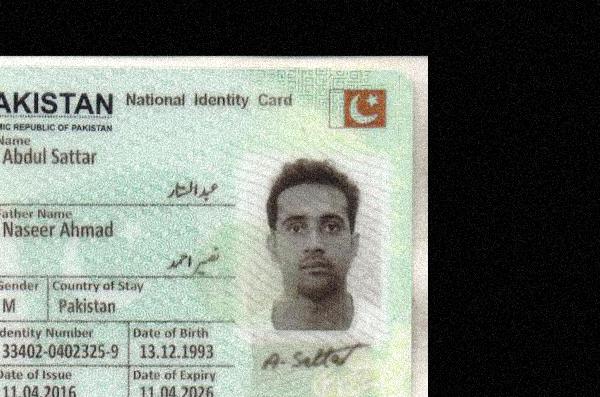 AKISTAN National Identity Card
MIC REPUBLIC OF PAKISTAN
Name
Abdul Sattar
عبدالستار
Father Name
Naseer Ahmad
نصیر احمد
Gender Country of Stay
M Pakistan
Identity Number Date of Birth
33402-0402325-9 13.12.1993
Date of Issue Date of Expiry
11.04.2016 11.04.2026
A-Sattar